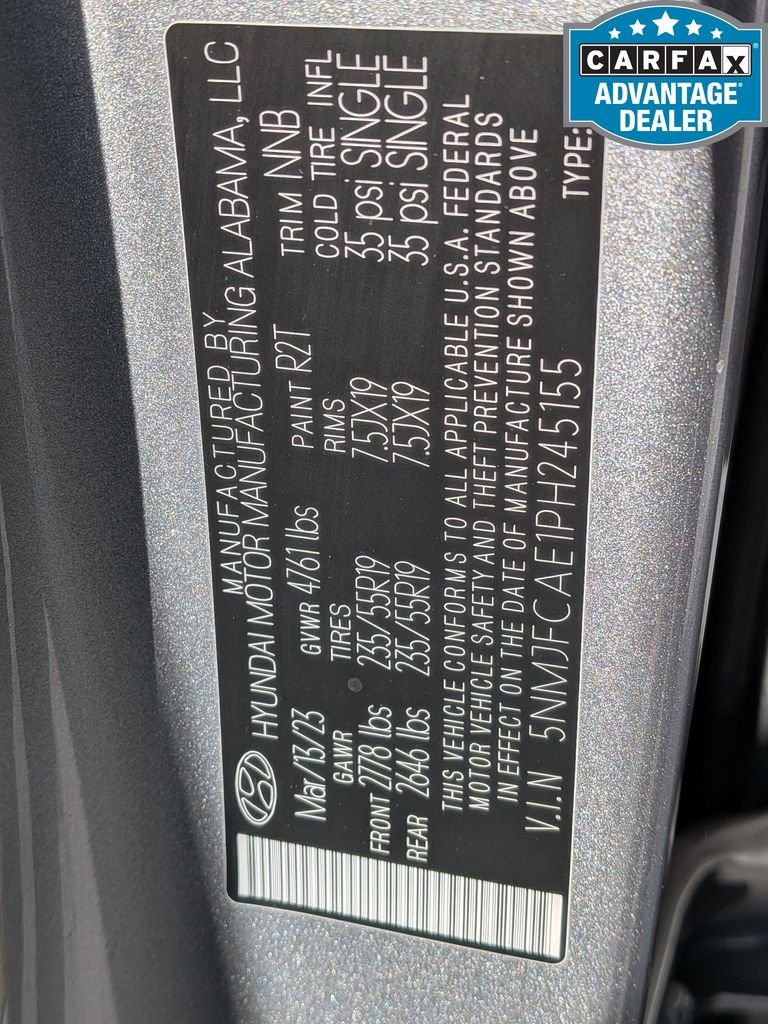 CARFAX
ADVANTAGE
DEALER
MANUFACTURED BY
HYUNDAI MOTOR MANUFACTURING ALABAMA, LLC
Mar/13/23 GVWR 4761 lbs PAINT R2T TRIM NNB
GAWR TIRES RIMS COLD TIRE INFL
FRONT 2778 lbs 235/55R19 7.5JX19 35 psi SINGLE
REAR 2646 lbs 235/55R19 7.5JX19 35 psi SINGLE
THIS VEHICLE CONFORMS TO ALL APPLICABLE U.S.A. FEDERAL
MOTOR VEHICLE SAFETY AND THEFT PREVENTION STANDARDS
IN EFFECT ON THE DATE OF MANUFACTURE SHOWN ABOVE
V.I.N 5NMJFCAE1PH245155 TYPE: